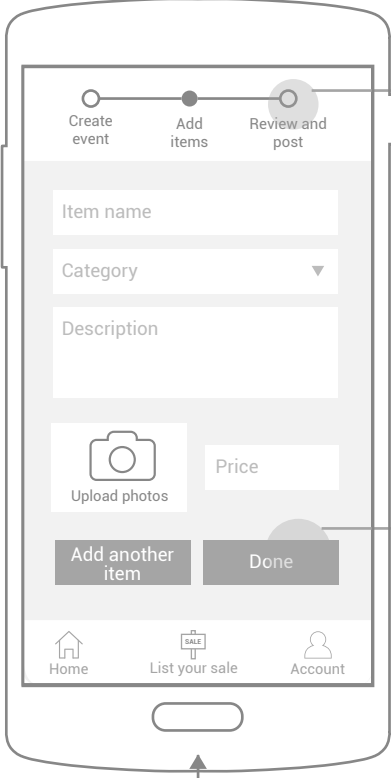 Create
event
Add
items
Review and
post
Item name
Category
Description
Upload photos
Price
Add another
item
Done
SALE
Home
List your sale
Account